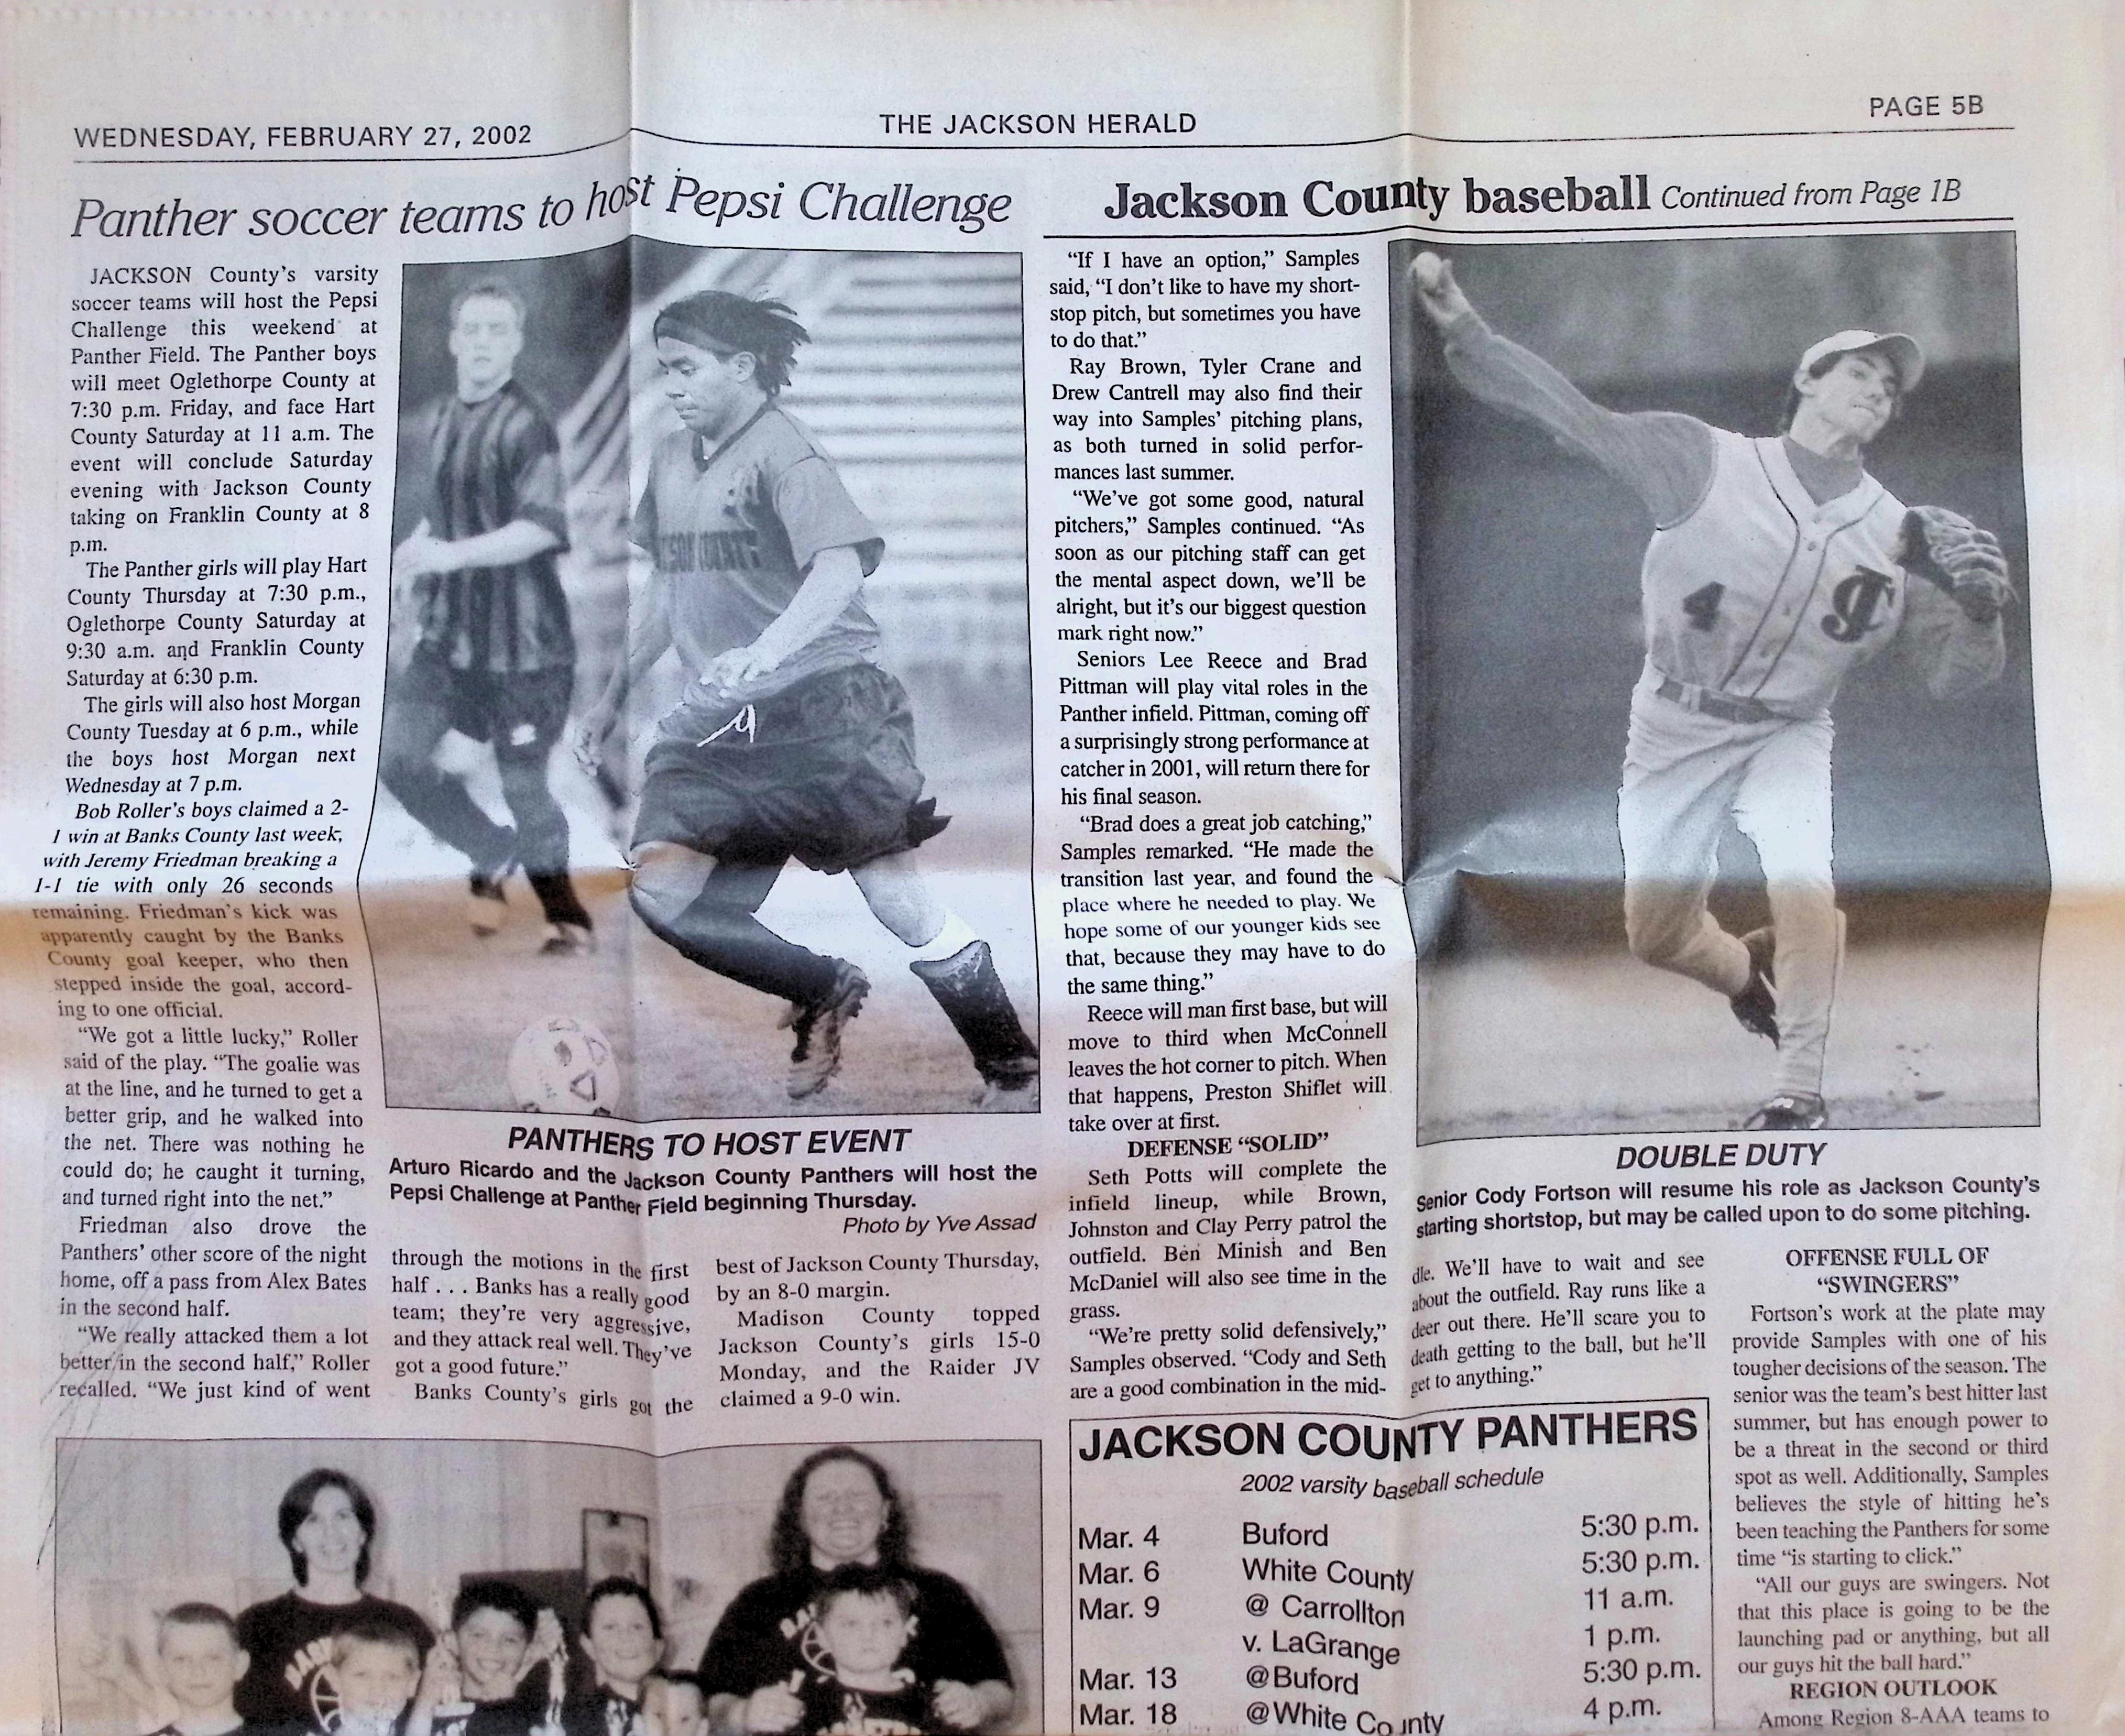 WEDNESDAY, FEBRUARY 27, 2002
THE JACKSON HERALD
PAGE 5B
Panther soccer teams to host Pepsi Challenge
JACKSON County's varsity
soccer teams will host the Pepsi
Challenge this weekend at
Panther Field. The Panther boys
will meet Oglethorpe County at
7:30 p.m. Friday, and face Hart
County Saturday at 11 a.m. The
event will conclude Saturday
evening with Jackson County
taking on Franklin County at 8
p.m.
The Panther girls will play Hart
County Thursday at 7:30 p.m.,
Oglethorpe County Saturday at
9:30 a.m. and Franklin County
Saturday at 6:30 p.m.
The girls will also host Morgan
County Tuesday at 6 p.m., while
the boys host Morgan next
Wednesday at 7 p.m.
Bob Roller's boys claimed a 2-
1 win at Banks County last week,
with Jeremy Friedman breaking a
1-1 tie with only 26 seconds
remaining. Friedman's kick was
apparently caught by the Banks
County goal keeper, who then
stepped inside the goal, accord-
ing to one official.
"We got a little lucky," Roller
said of the play. "The goalie was
at the line, and he turned to get a
better grip, and he walked into
the net. There was nothing he
could do; he caught it turning,
and turned right into the net."
Friedman also drove the
Panthers' other score of the night
home, off a pass from Alex Bates
in the second half.
"We really attacked them a lot
better in the second half," Roller
recalled. "We just kind of went
PANTHERS TO HOST EVENT
Arturo Ricardo and the Jackson County Panthers will host the
Pepsi Challenge at Panther Field beginning Thursday.
Photo by Yve Assad
through the motions in the first
half . . . Banks has a really good
team; they're very aggressive,
and they attack real well. They've
got a good future."
Banks County's girls got the
best of Jackson County Thursday,
by an 8-0 margin.
Madison County topped
Jackson County's girls 15-0
Monday, and the Raider JV
claimed a 9-0 win.
Jackson County baseball Continued from Page 1B
"If I have an option," Samples
said, "I don't like to have my short-
stop pitch, but sometimes you have
to do that."
Ray Brown, Tyler Crane and
Drew Cantrell may also find their
way into Samples' pitching plans,
as both turned in solid perfor-
mances last summer.
"We've got some good, natural
pitchers," Samples continued. "As
soon as our pitching staff can get
the mental aspect down, we'll be
alright, but it's our biggest question
mark right now."
Seniors Lee Reece and Brad
Pittman will play vital roles in the
Panther infield. Pittman, coming off
a surprisingly strong performance at
catcher in 2001, will return there for
his final season.
"Brad does a great job catching,"
Samples remarked. "He made the
transition last year, and found the
place where he needed to play. We
hope some of our younger kids see
that, because they may have to do
the same thing."
Reece will man first base, but will
move to third when McConnell
leaves the hot corner to pitch. When
that happens, Preston Shiflet will
take over at first.
DEFENSE "SOLID"
Seth Potts will complete the
infield lineup, while Brown,
Johnston and Clay Perry patrol the
outfield. Ben Minish and Ben
McDaniel will also see time in the
grass.
"We're pretty solid defensively,"
Samples observed. "Cody and Seth
are a good combination in the mid-
4 JC
DOUBLE DUTY
Senior Cody Fortson will resume his role as Jackson County's
starting shortstop, but may be called upon to do some pitching.
dle. We'll have to wait and see
about the outfield. Ray runs like a
deer out there. He'll scare you to
death getting to the ball, but he'll
get to anything."
OFFENSE FULL OF
"SWINGERS"
Fortson's work at the plate may
provide Samples with one of his
tougher decisions of the season. The
senior was the team's best hitter last
summer, but has enough power to
be a threat in the second or third
spot as well. Additionally, Samples
believes the style of hitting he's
been teaching the Panthers for some
time "is starting to click."
"All our guys are swingers. Not
that this place is going to be the
launching pad or anything, but all
our guys hit the ball hard."
REGION OUTLOOK
Among Region 8-AAA teams to
JACKSON COUNTY PANTHERS
2002 varsity baseball schedule
Mar. 4 Buford 5:30 p.m.
Mar. 6 White County 5:30 p.m.
Mar. 9 @ Carrollton 11 a.m.
v. LaGrange 1 p.m.
Mar. 13 @Buford 5:30 p.m.
Mar. 18 @White County 4 p.m.